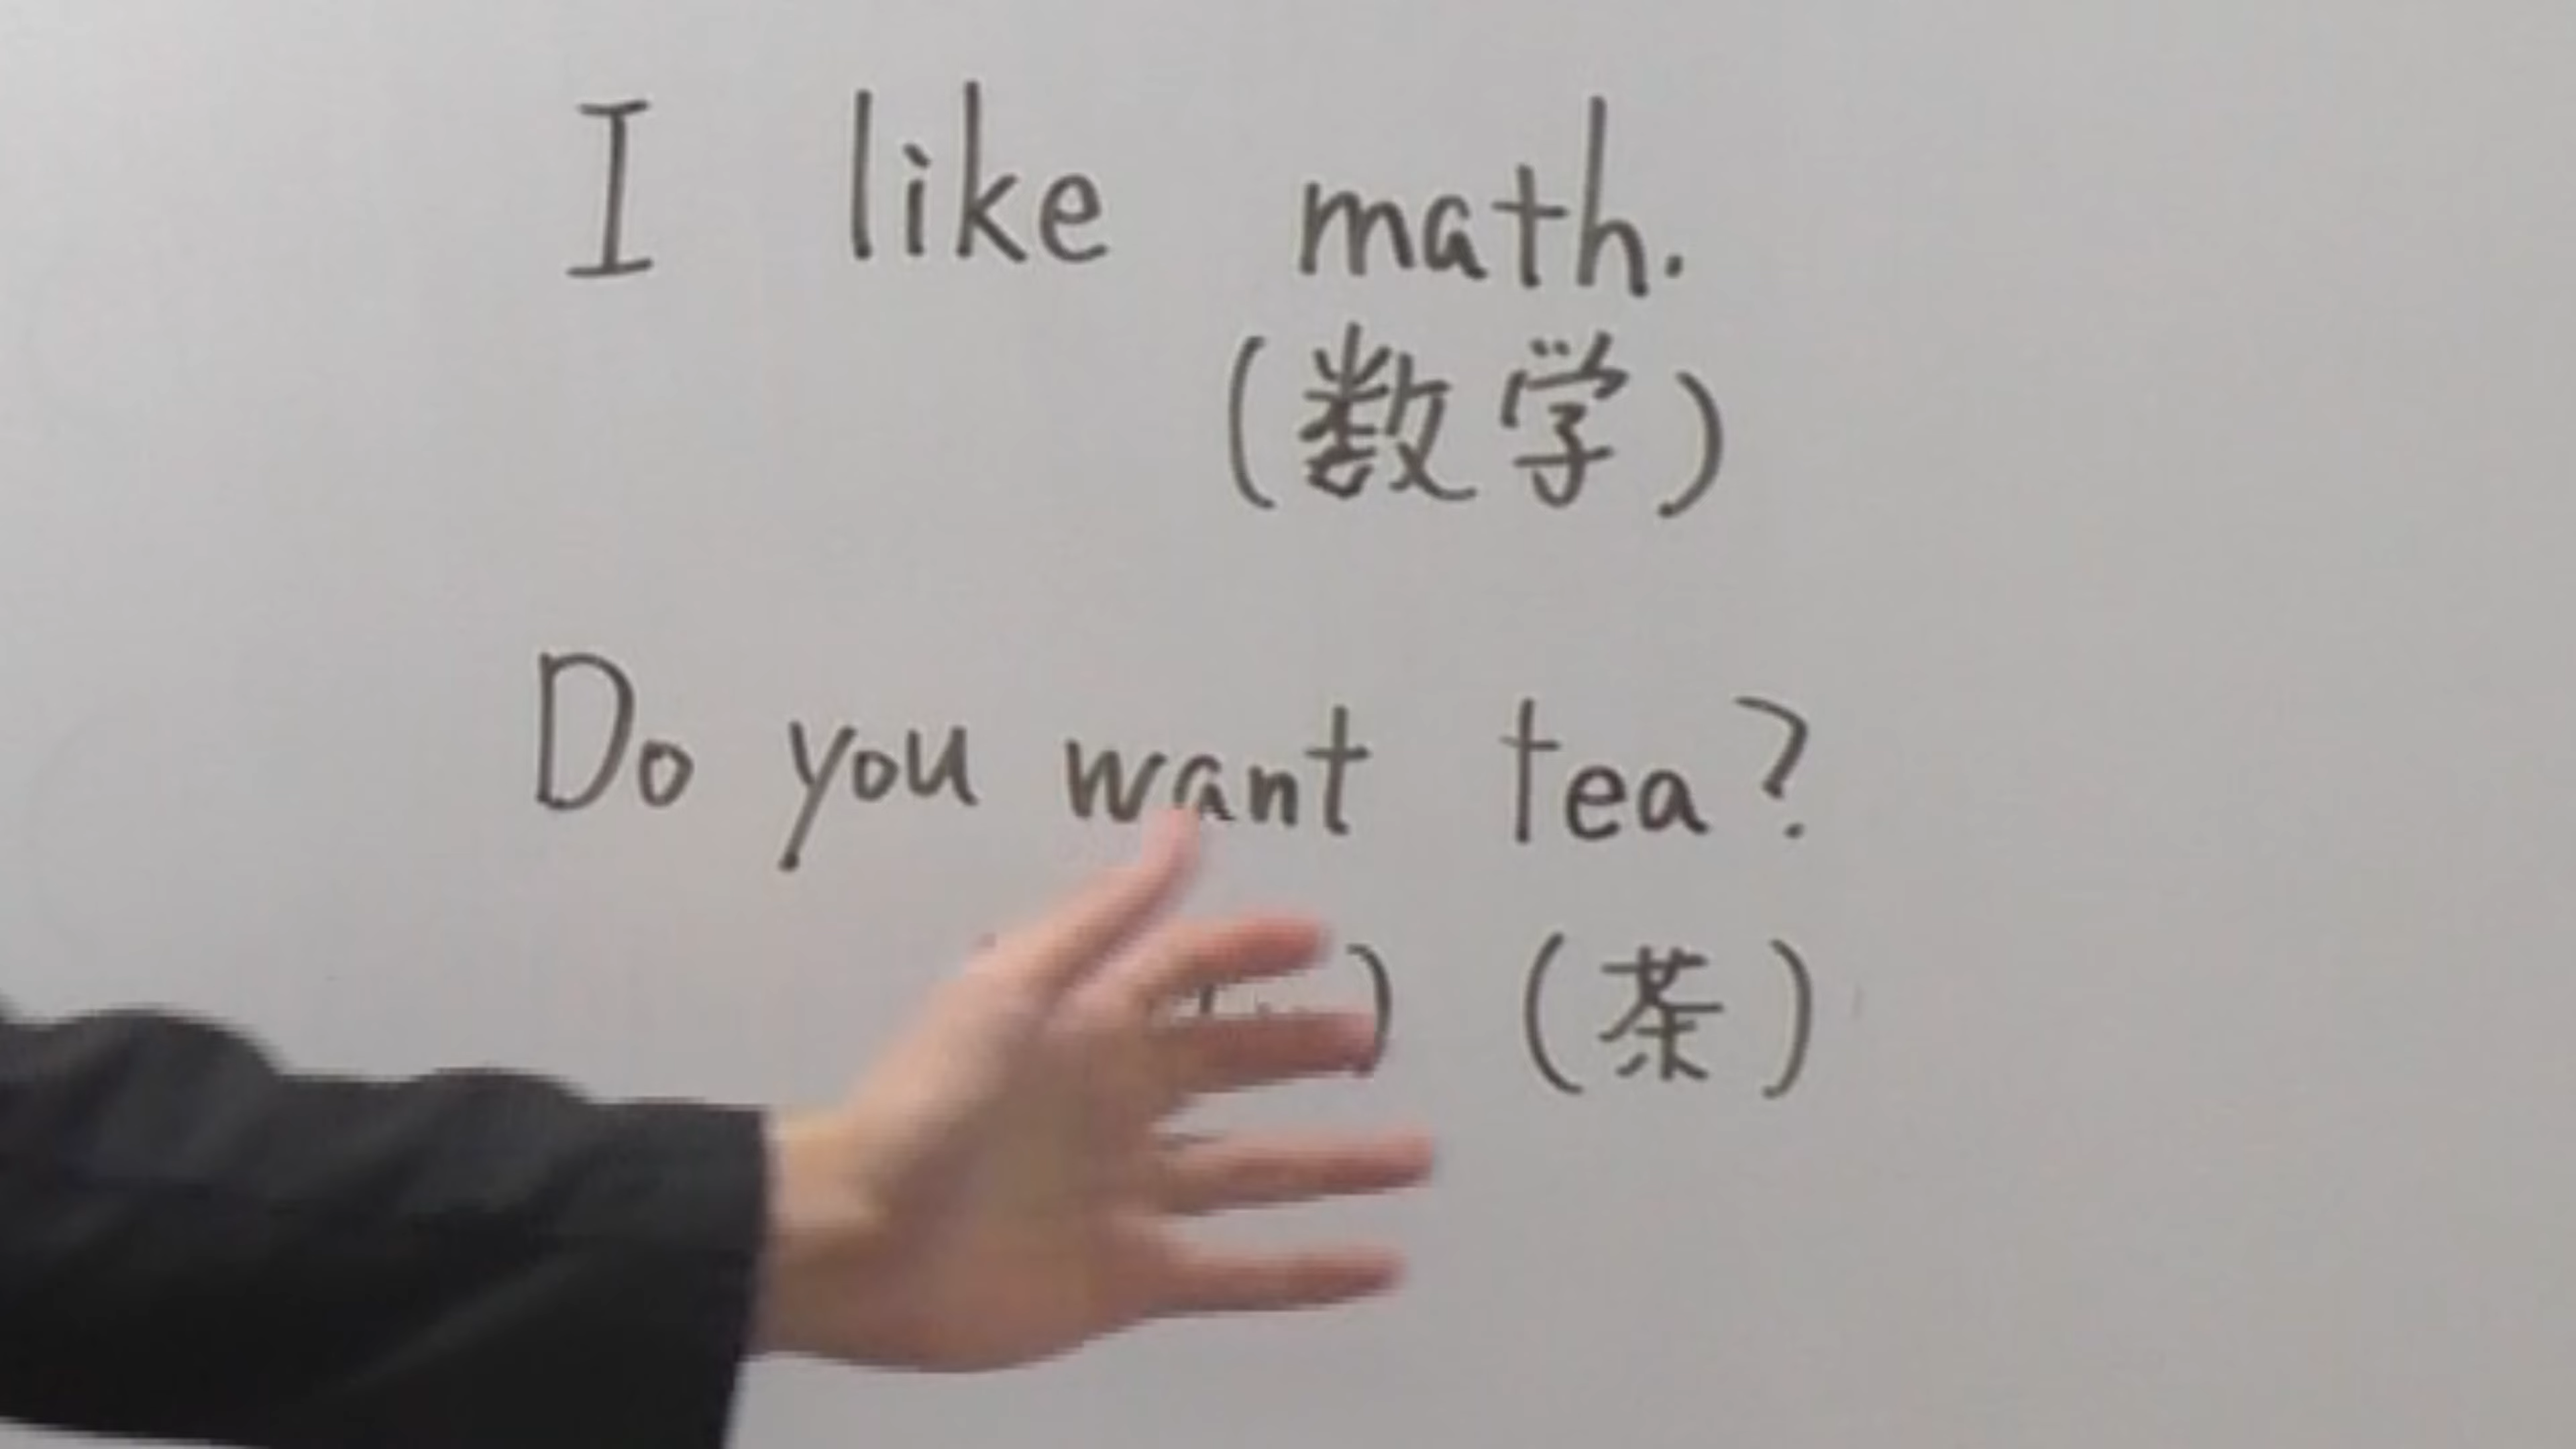 I like math.
(数学)
Do you want tea?
) (茶)